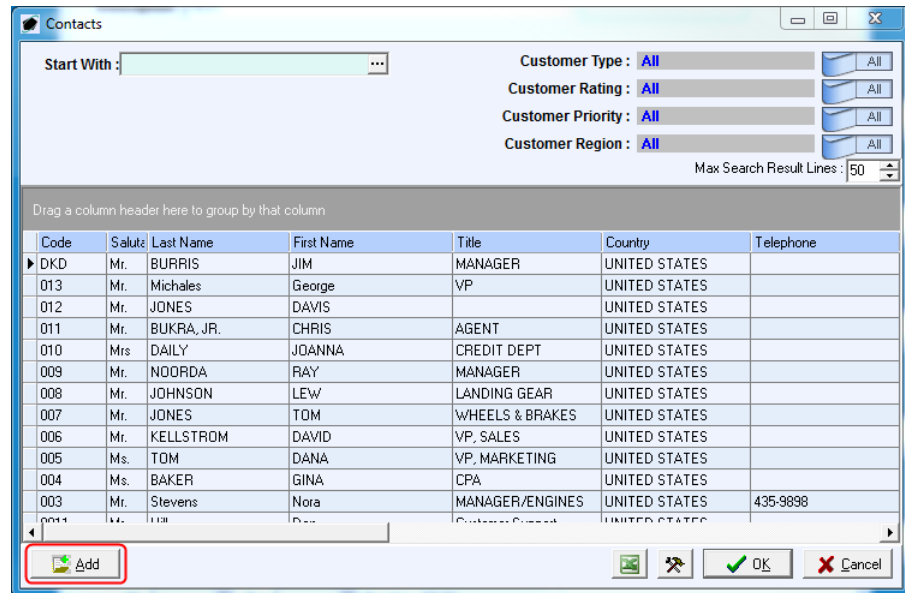 Contacts
Start With :
...
Customer Type : All All
Customer Rating : All All
Customer Priority : All All
Customer Region : All All
Max Search Result Lines : 50
Drag a column header here to group by that column
Code Saluta Last Name First Name Title Country Telephone
DKD Mr. BURRIS JIM MANAGER UNITED STATES
013 Mr. Michales George VP UNITED STATES
012 Mr. JONES DAVIS UNITED STATES
011 Mr. BUKRA, JR. CHRIS AGENT UNITED STATES
010 Mrs DAILY JOANNA CREDIT DEPT UNITED STATES
009 Mr. NOORDA RAY MANAGER UNITED STATES
008 Mr. JOHNSON LEW LANDING GEAR UNITED STATES
007 Mr. JONES TOM WHEELS & BRAKES UNITED STATES
006 Mr. KELLSTROM DAVID VP, SALES UNITED STATES
005 Ms. TOM DANA VP, MARKETING UNITED STATES
004 Ms. BAKER GINA CPA UNITED STATES
003 Mr. Stevens Nora MANAGER/ENGINES UNITED STATES 435-9898
0011 Hill Customer Support UNITED STATES
Add OK Cancel